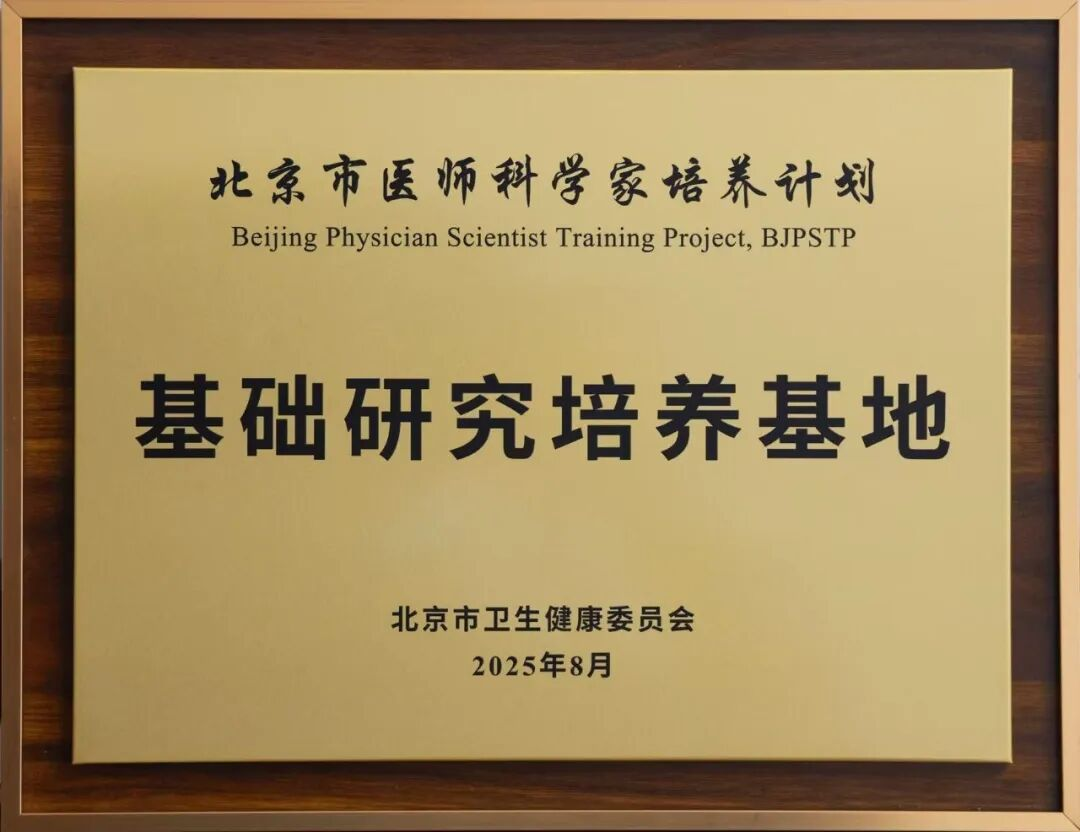 北京市医师科学家培养计划
Beijing Physician Scientist Training Project, BJPSTP
基础研究培养基地
北京市卫生健康委员会
2025年8月